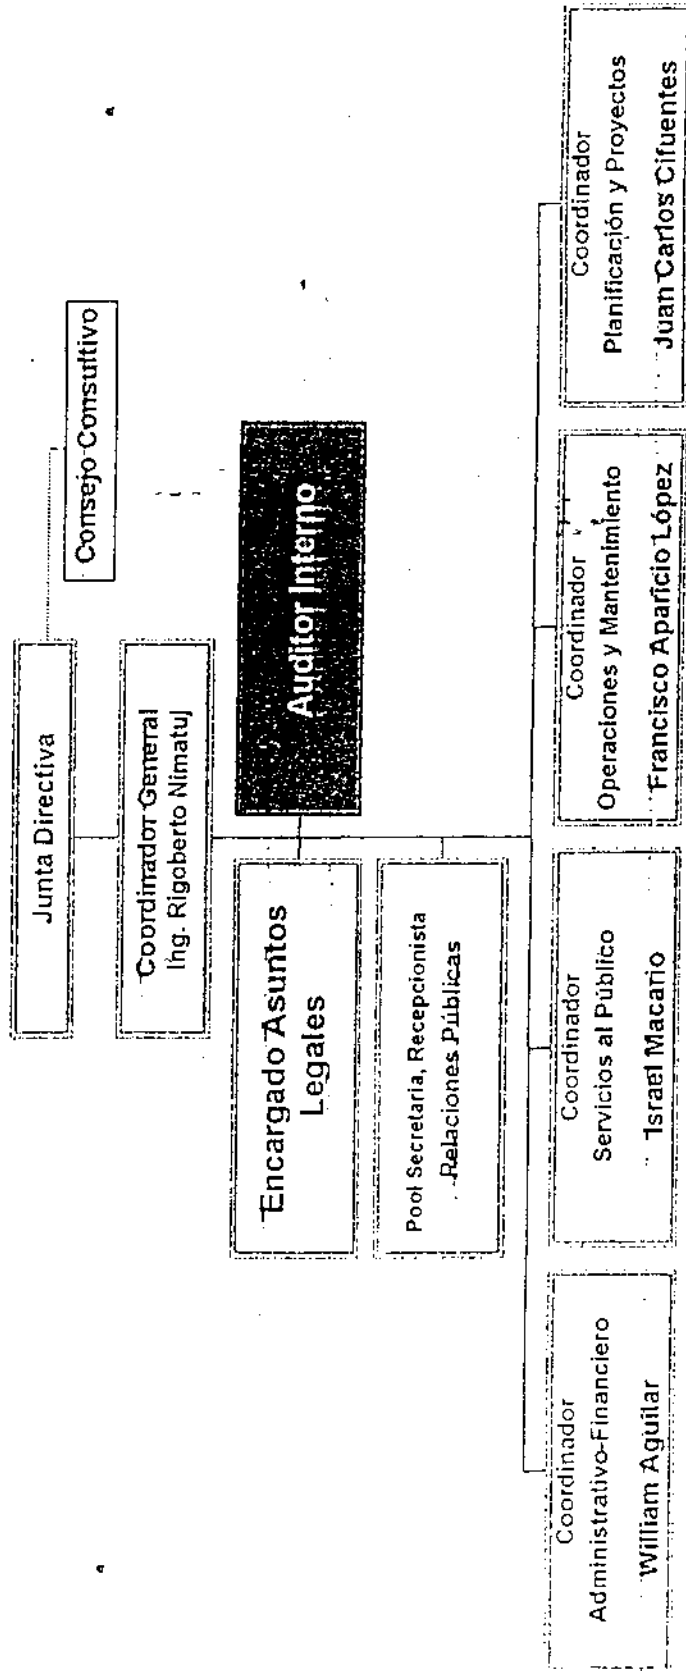 Junta Directiva
Consejo Consultivo
Coordinador General
Ing. Rigoberto Nimatuj
Encargado Asuntos
Legales
Auditor Interno
Pool Secretaria, Recepcionista
Relaciones Públicas
Coordinador
Administrativo-Financiero
William Aguilar
Coordinador
Servicios al Público
Israel Macario
Coordinador
Operaciones y Mantenimiento
Francisco Aparicio López
Coordinador
Planificación y Proyectos
Juan Carlos Cifuentes